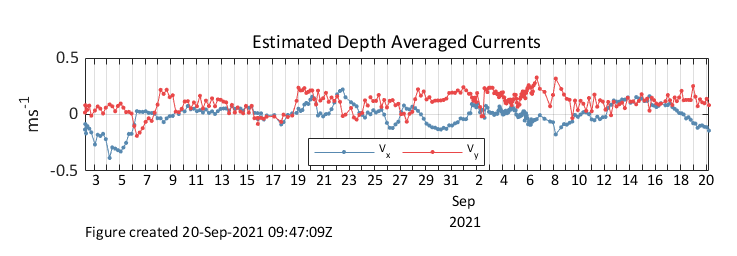 Estimated Depth Averaged Currents
0.5
0
-0.5
ms⁻¹
Vx
Vy
3 5 7 9 11 13 15 17 19 21 23 25 27 29 31 2 4 6 8 10 12 14 16 18 20
Sep
2021
Figure created 20-Sep-2021 09:47:09Z